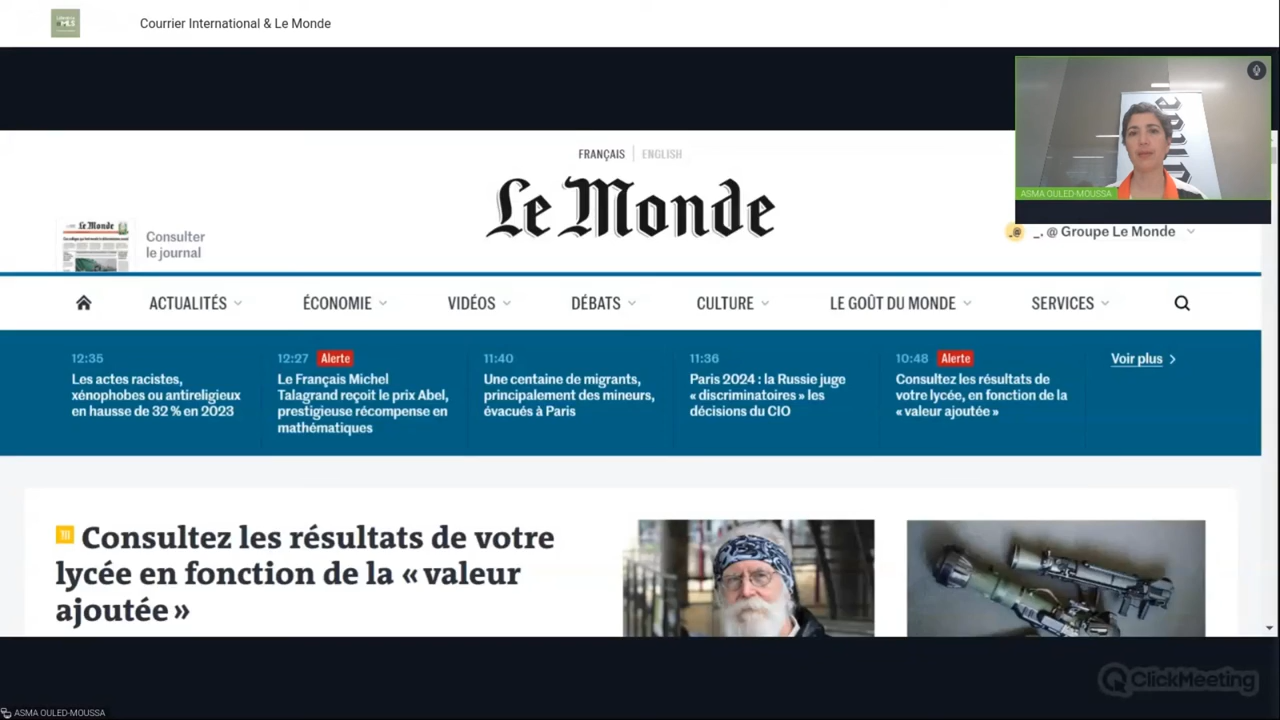 Courrier International & Le Monde
ASMA OULED-MOUSSA
FRANÇAIS
ENGLISH
Le Monde
Le Monde
Consulter
le journal
_@ _. @ Groupe Le Monde
ACTUALITÉS
ÉCONOMIE
VIDÉOS
DÉBATS
CULTURE
LE GOÛT DU MONDE
SERVICES
12:35
Les actes racistes,
xénophobes ou antireligieux
en hausse de 32 % en 2023
12:27 Alerte
Le Français Michel
Talagrand reçoit le prix Abel,
prestigieuse récompense en
mathématiques
11:40
Une centaine de migrants,
principalement des mineurs,
évacués à Paris
11:36
Paris 2024 : la Russie juge
« discriminatoires » les
décisions du CIO
10:48 Alerte
Consultez les résultats de
votre lycée, en fonction de la
« valeur ajoutée »
Voir plus
Consultez les résultats de votre
lycée en fonction de la « valeur
ajoutée »
ClickMeeting
ASMA OULED-MOUSSA